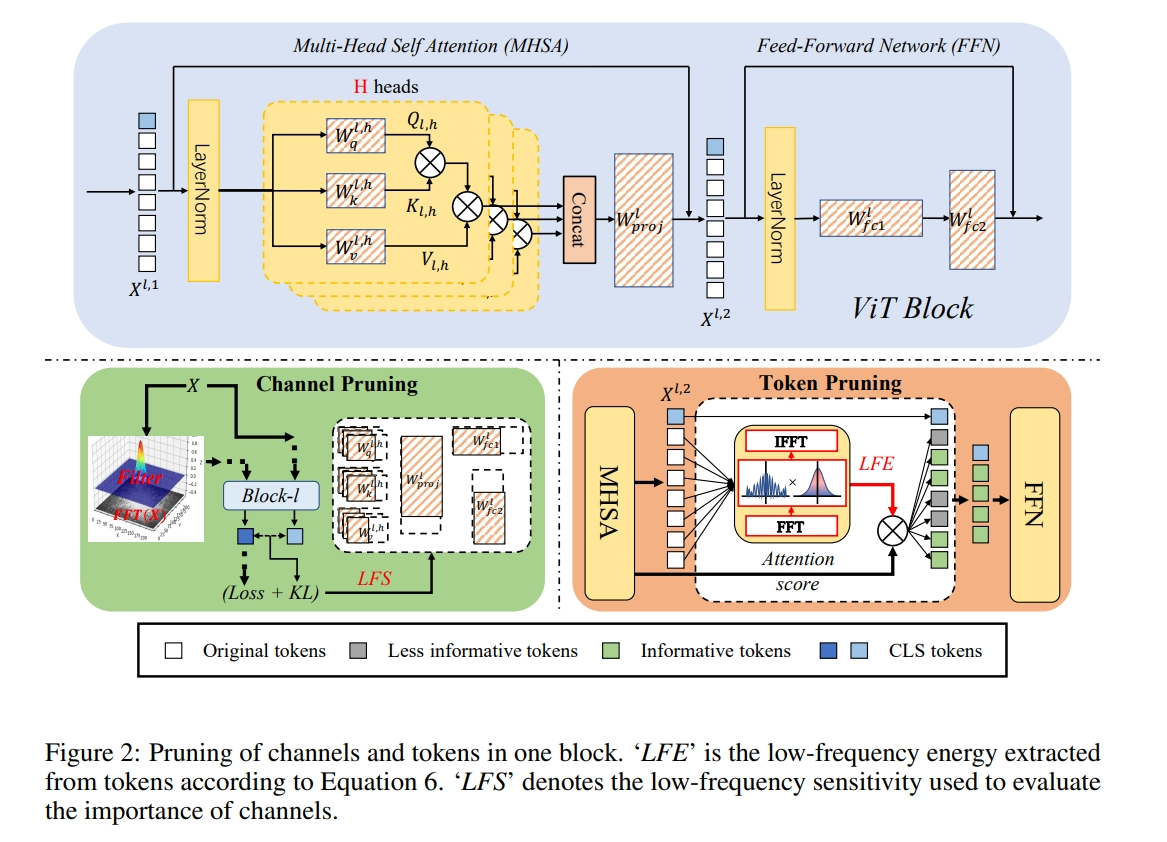 Multi-Head Self Attention (MHSA)
Feed-Forward Network (FFN)
H heads
LayerNorm
W_q^{l,h}
Q_{l,h}
W_k^{l,h}
K_{l,h}
W_v^{l,h}
V_{l,h}
Concat
W_{proj}^l
X^{l,1}
X^{l,2}
LayerNorm
W_{fc1}^l
W_{fc2}^l
ViT Block
Channel Pruning
X
Filter
FFT(X)
Block-l
(Loss + KL)
LFS
W_q^{l,h}
W_k^{l,h}
W_v^{l,h}
W_{proj}^l
W_{fc1}^l
W_{fc2}^l
Token Pruning
X^{l,2}
MHSA
IFFT
×
FFT
LFE
Attention
score
FFN
Original tokens
Less informative tokens
Informative tokens
CLS tokens
Figure 2: Pruning of channels and tokens in one block. ‘LFE’ is the low-frequency energy extracted
from tokens according to Equation 6. ‘LFS’ denotes the low-frequency sensitivity used to evaluate
the importance of channels.